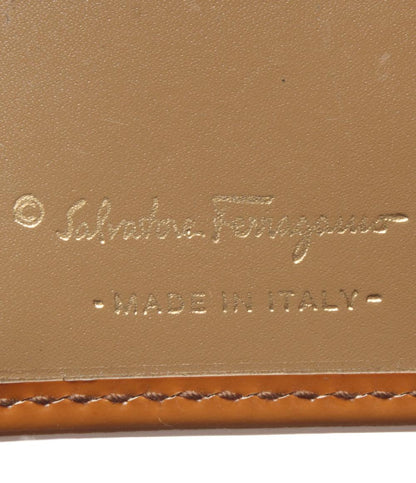 © Salvatore Ferragamo
- MADE IN ITALY -